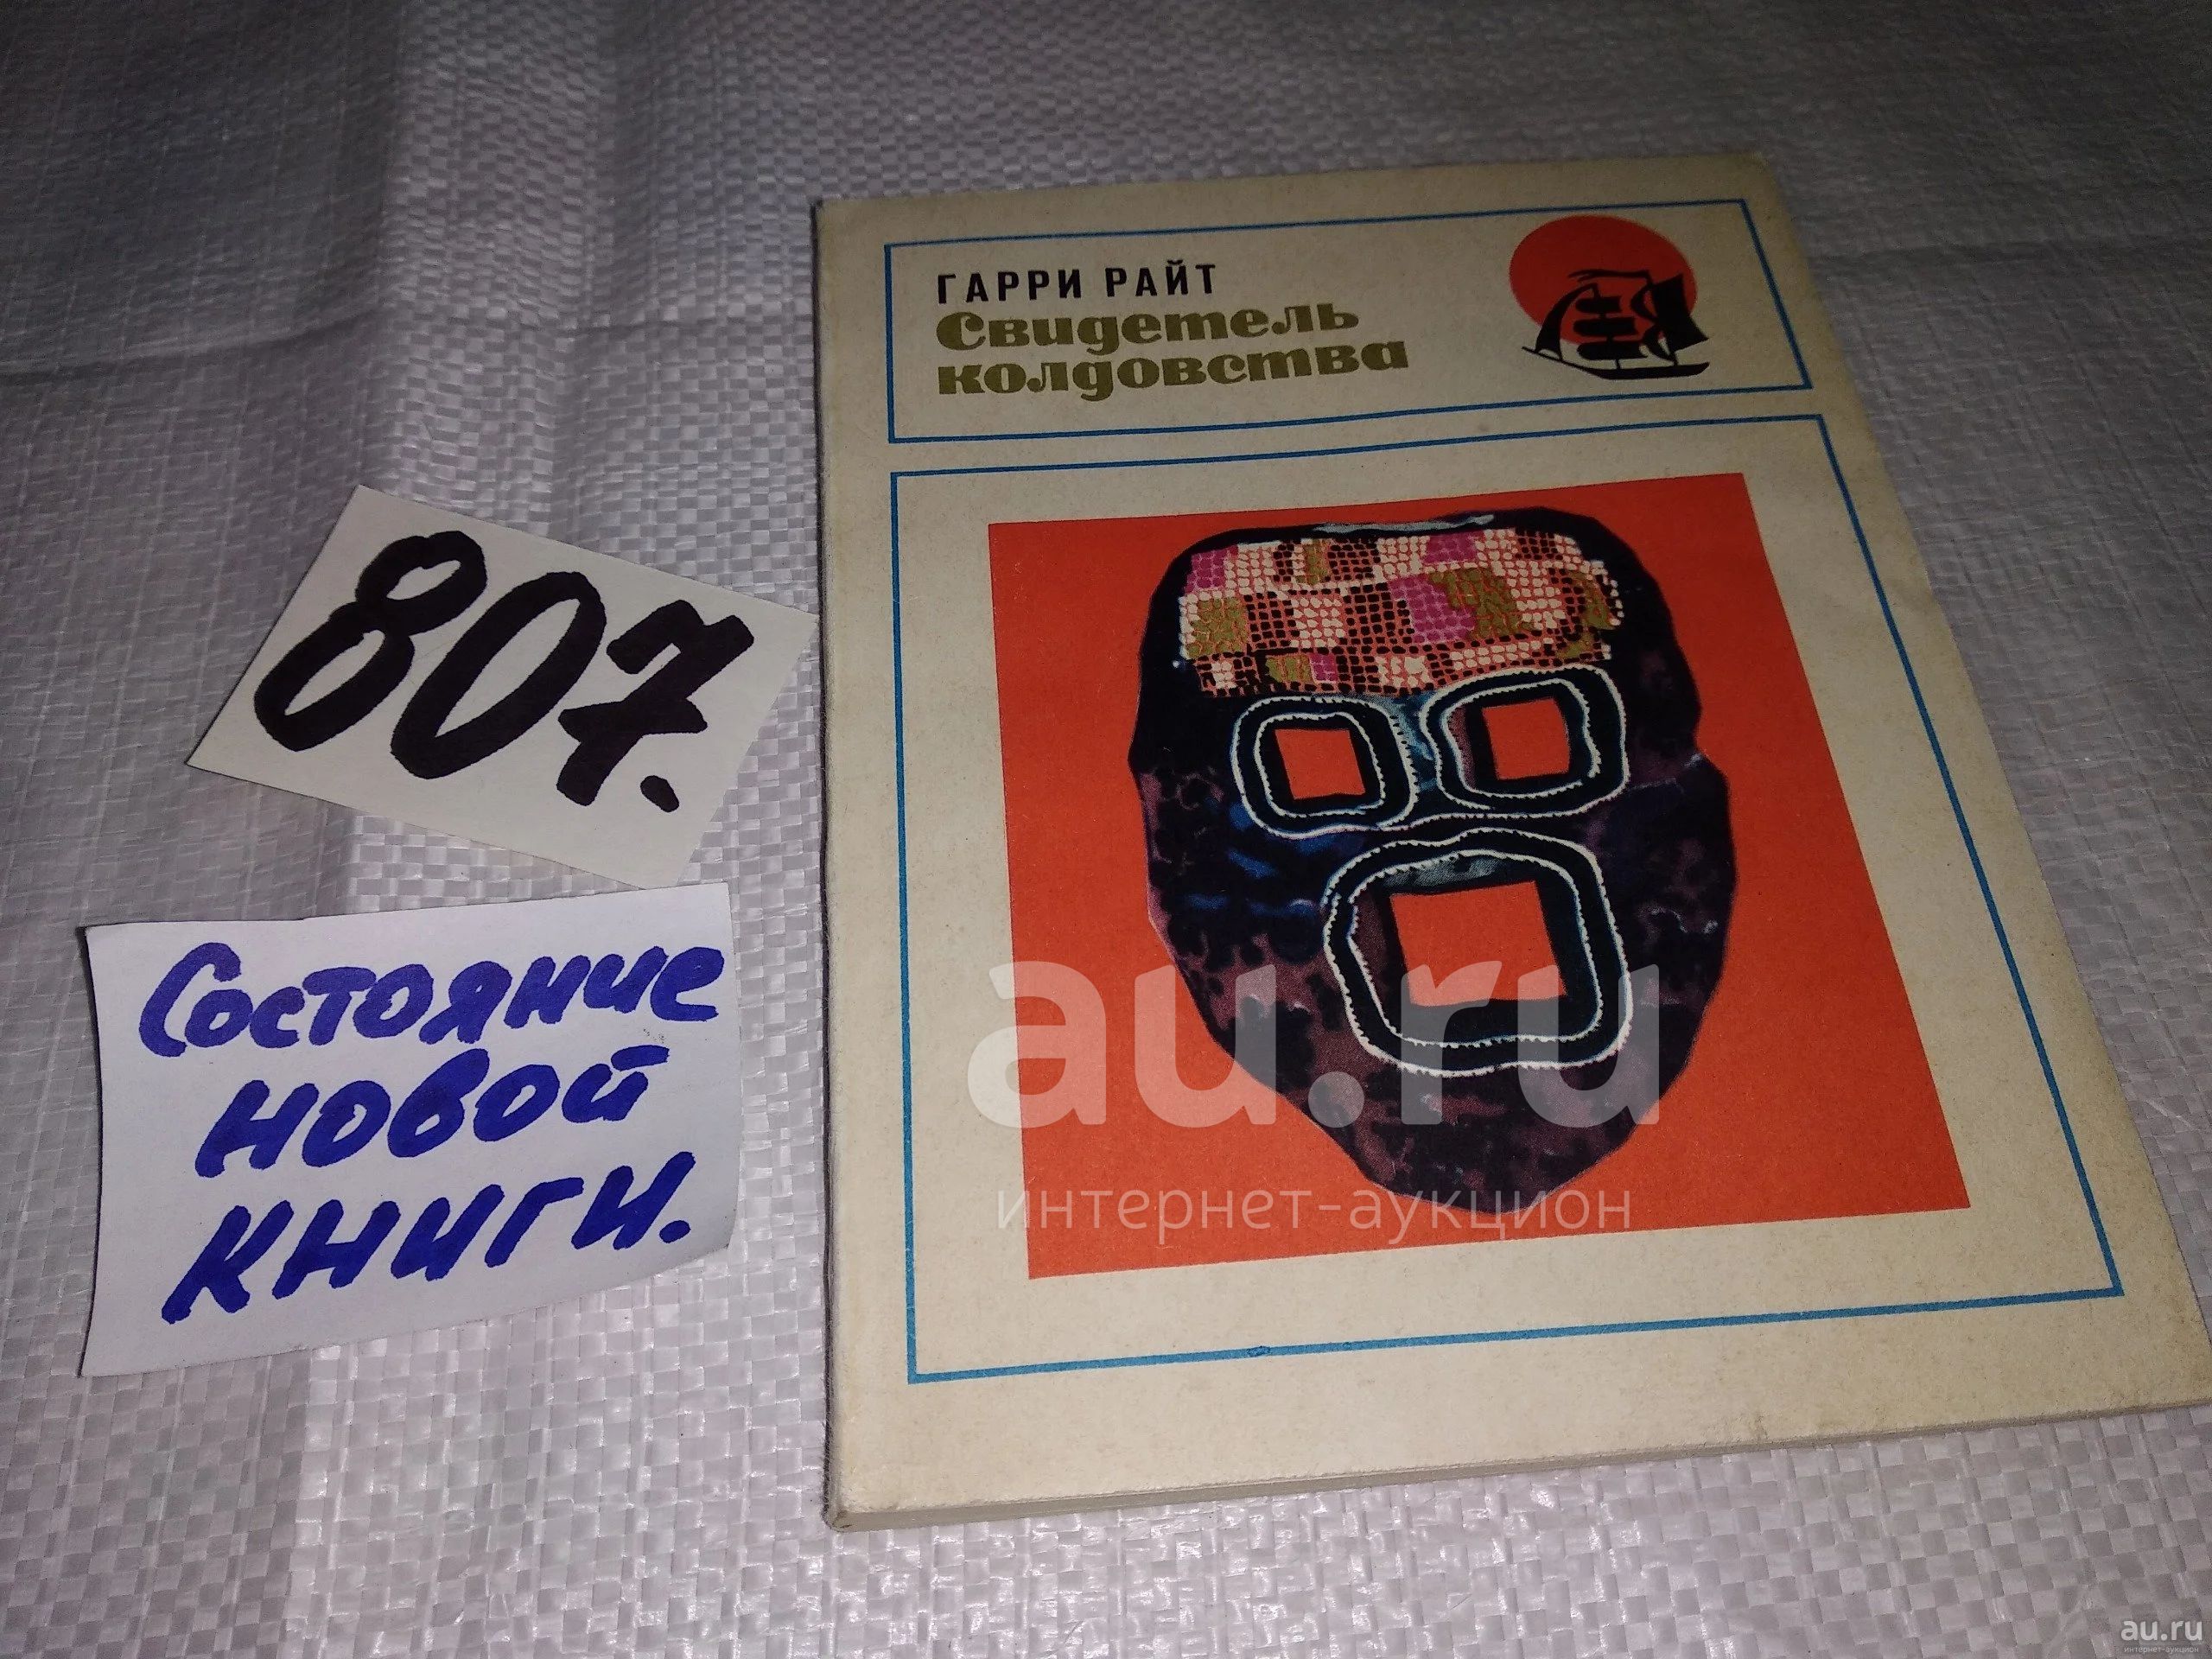 ГАРРИ РАЙТ
Свидетель
колдовства
807.
Состояние
новой
книги.
au.ru
интернет-аукцион
au.ru
интернет-аукцион